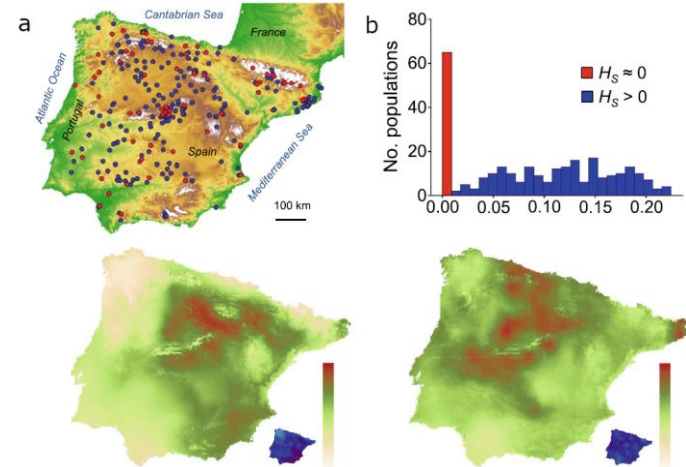 a
Cantabrian Sea
France
Atlantic Ocean
Portugal
Spain
Mediterranean Sea
100 km
b
80
60
40
20
0
No. populations
H_S ≈ 0
H_S > 0
0.00 0.05 0.10 0.15 0.20